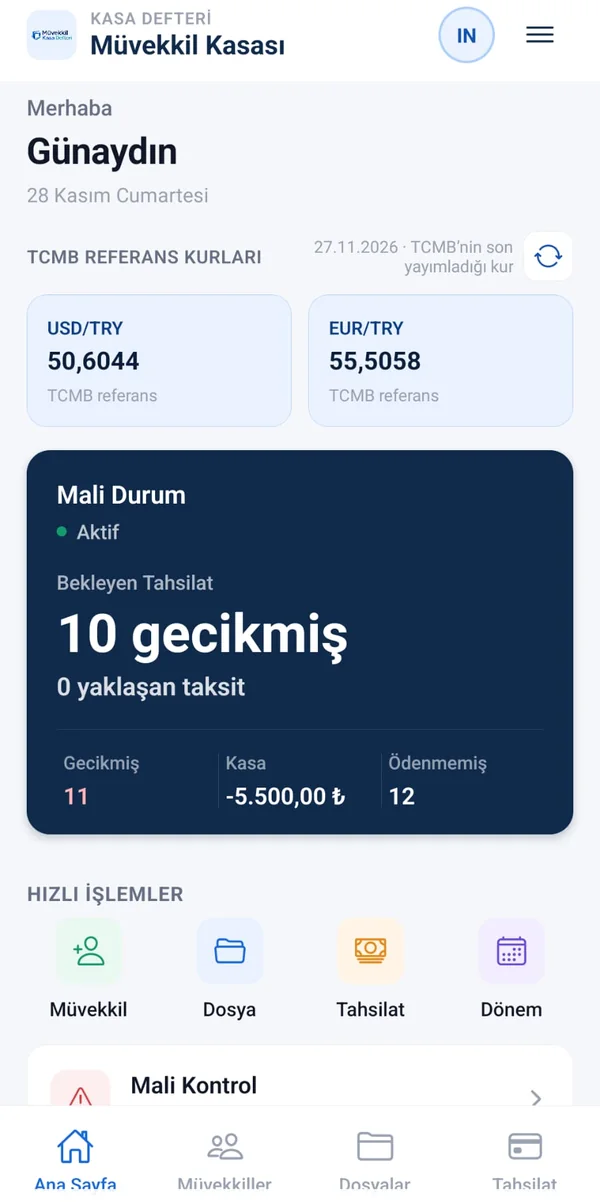 Müvekkil
Kasa Defteri
KASA DEFTERİ
Müvekkil Kasası
IN
Merhaba
Günaydın
28 Kasım Cumartesi
TCMB REFERANS KURLARI
27.11.2026 · TCMB'nin son
yayımladığı kur
USD/TRY
50,6044
TCMB referans
EUR/TRY
55,5058
TCMB referans
Mali Durum
Aktif
Bekleyen Tahsilat
10 gecikmiş
0 yaklaşan taksit
Gecikmiş
11
Kasa
-5.500,00 ₺
Ödenmemiş
12
HIZLI İŞLEMLER
Müvekkil
Dosya
Tahsilat
Dönem
Mali Kontrol
Ana Sayfa
Müvekkiller
Dosyalar
Tahsilat